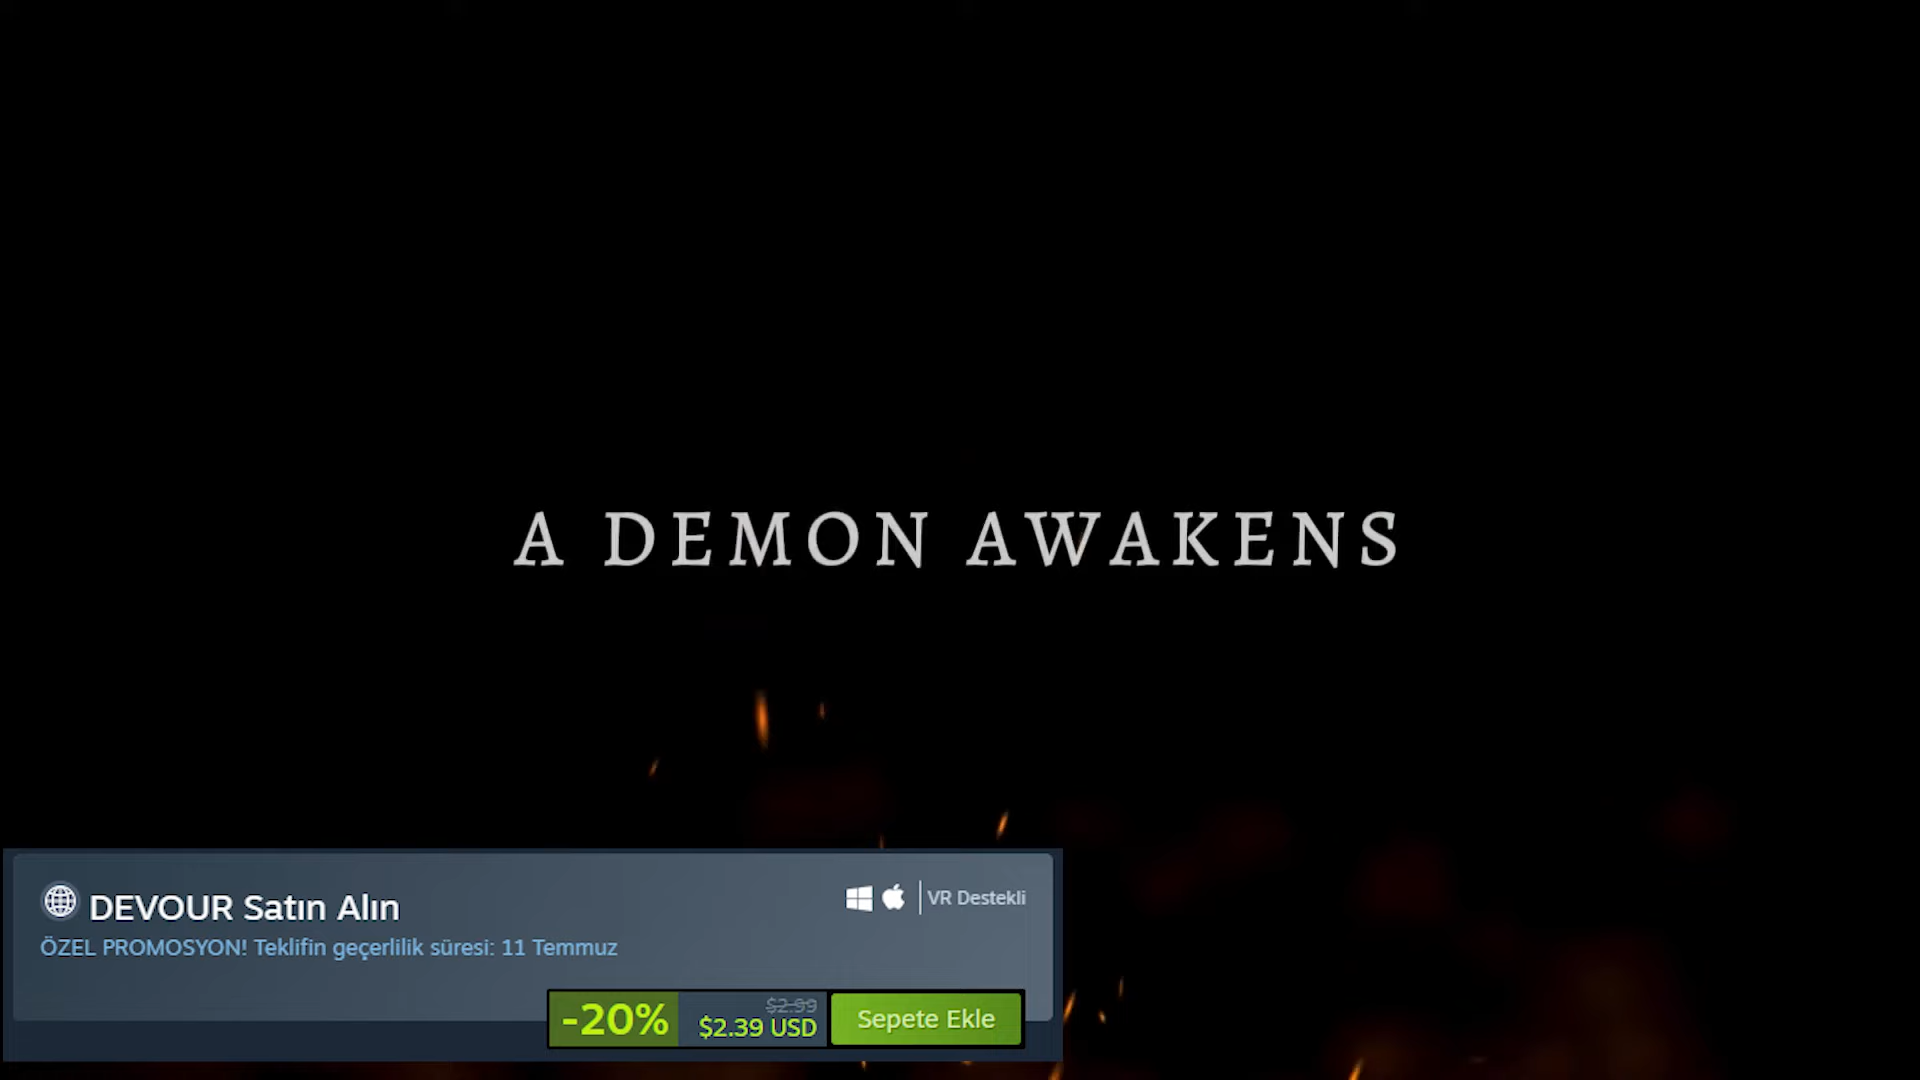 A DEMON AWAKENS
DEVOUR Satın Alın
VR Destekli
ÖZEL PROMOSYON! Teklifin geçerlilik süresi: 11 Temmuz
-20%
$2.99
$2.39 USD
Sepete Ekle